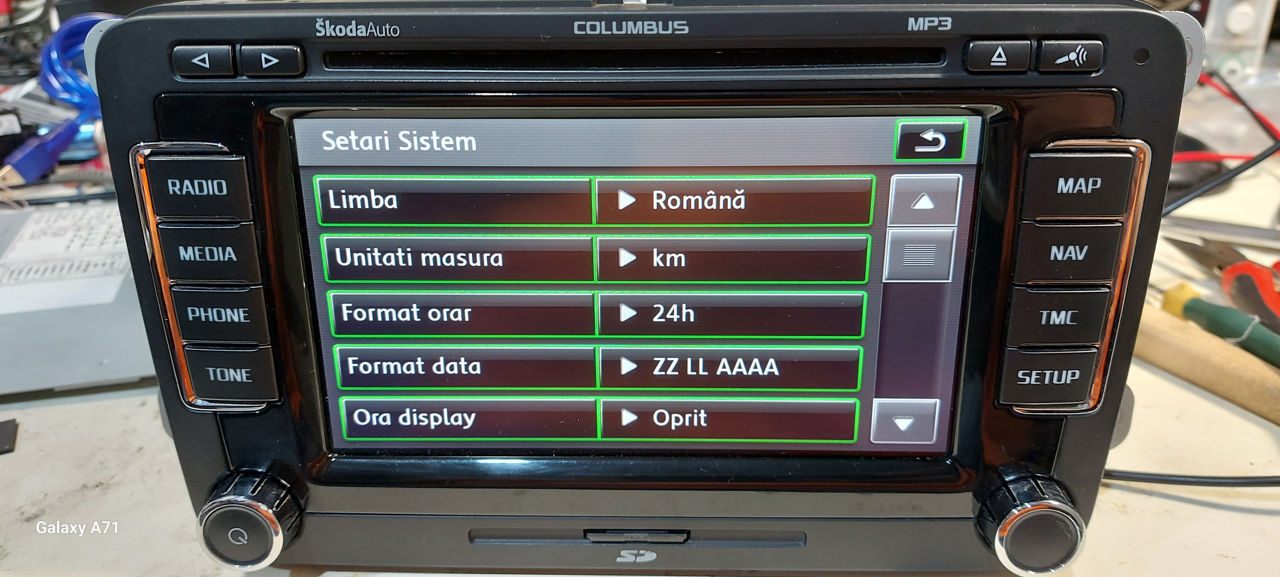 ŠkodaAuto
COLUMBUS
MP3
RADIO
MEDIA
PHONE
TONE
Setari Sistem
Limba
Română
Unitati masura
km
Format orar
24h
Format data
ZZ LL AAAA
Ora display
Oprit
MAP
NAV
TMC
SETUP
SD
Galaxy A71